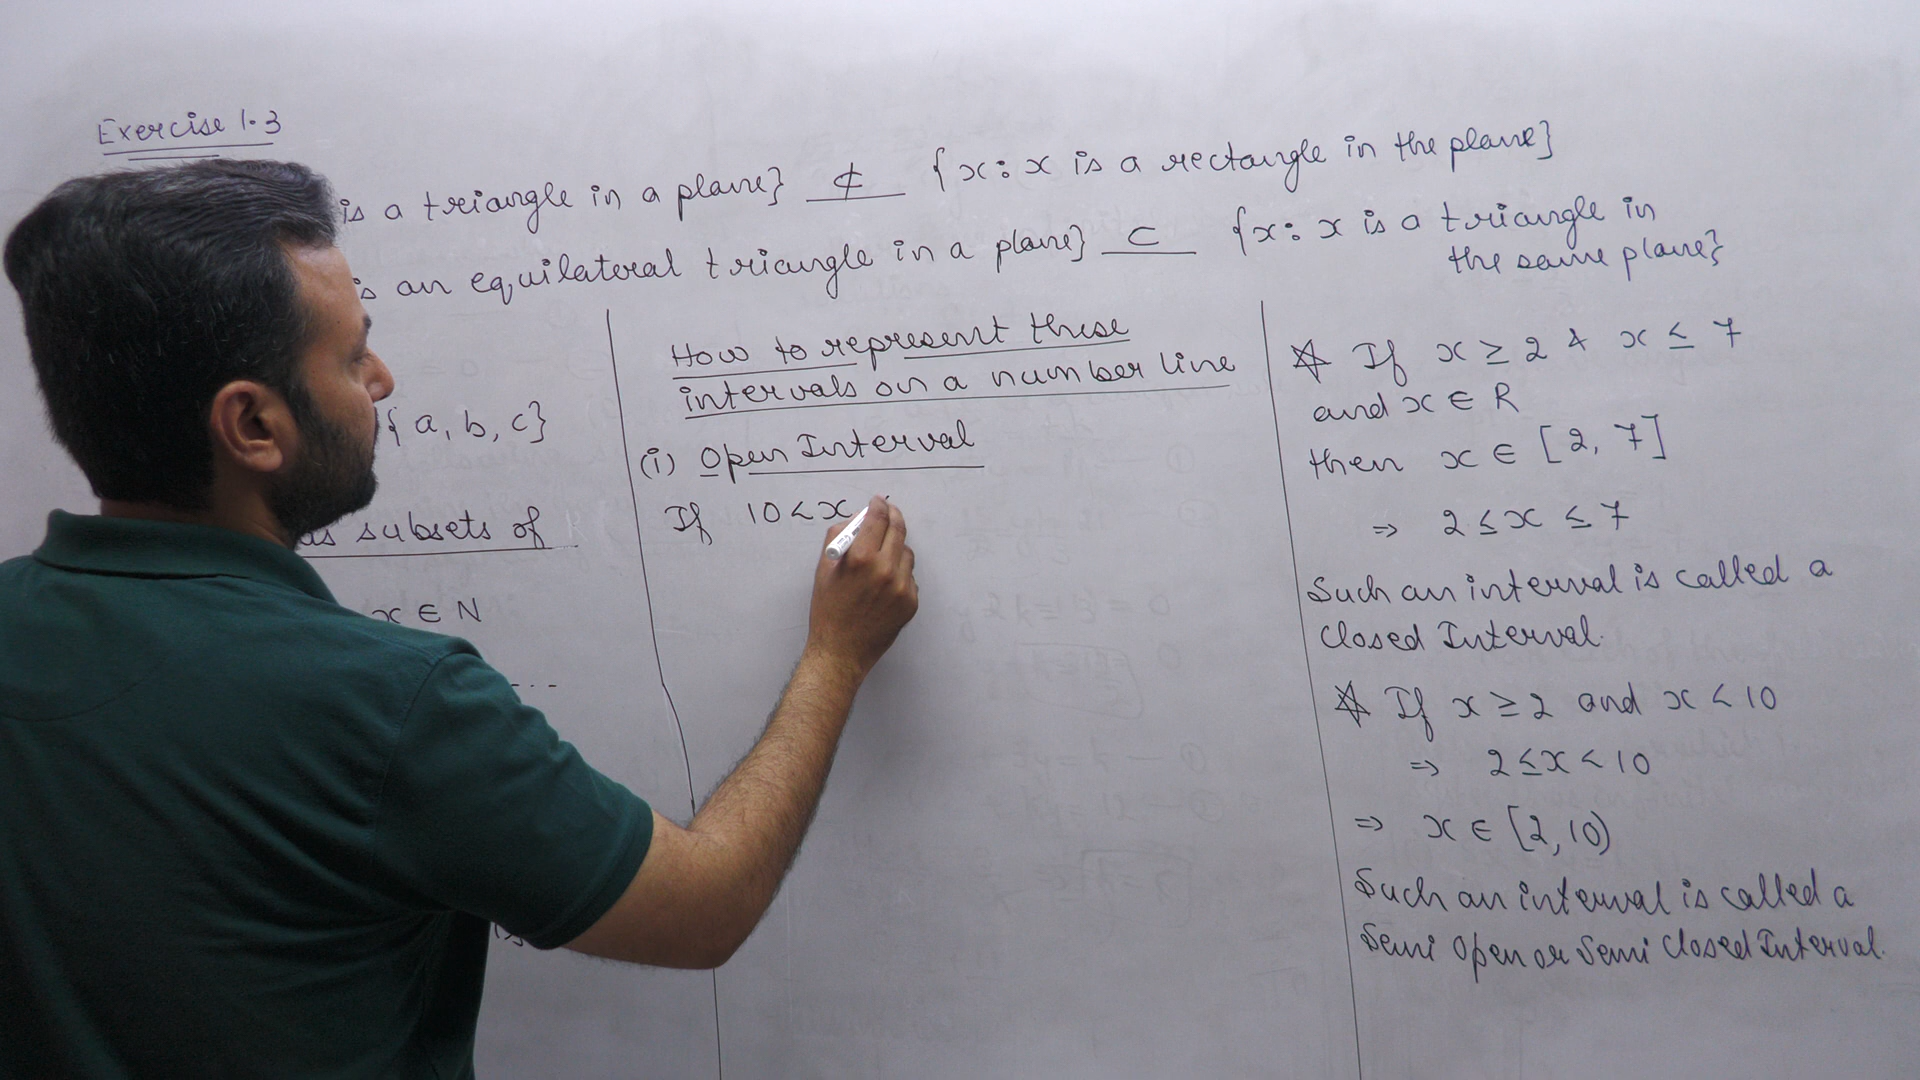 Exercise 1.3
is a triangle in a plane} ⊄ {x: x is a rectangle in the plane}
is an equilateral triangle in a plane} ⊂ {x: x is a triangle in
the same plane}
{a, b, c}
as subsets of
x ∈ N
...
How to represent these
intervals on a number line
(i) Open Interval
If 10 < x
☆ If x ≥ 2 & x ≤ 7
and x ∈ R
then x ∈ [2, 7]
⇒ 2 ≤ x ≤ 7
Such an interval is called a
Closed Interval.
☆ If x ≥ 2 and x < 10
⇒ 2 ≤ x < 10
⇒ x ∈ [2, 10)
Such an interval is called a
Semi Open or Semi Closed Interval.